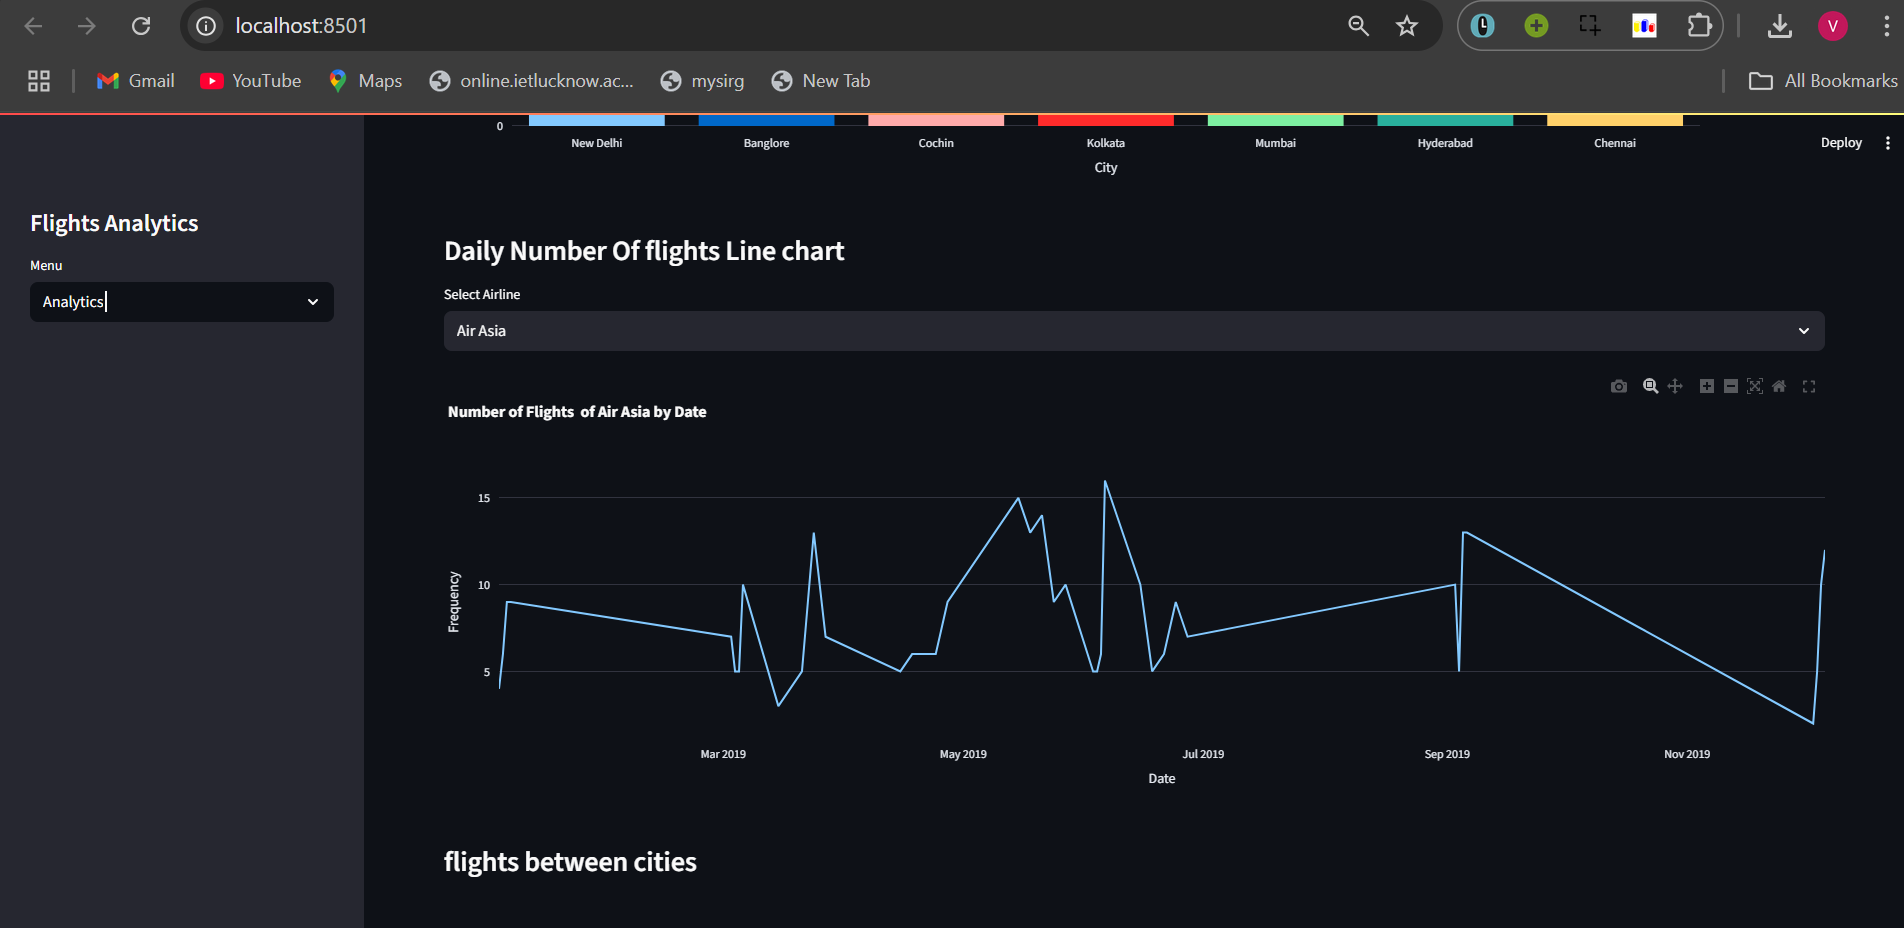 localhost:8501
V
Gmail
YouTube
Maps
online.ietlucknow.ac...
mysirg
New Tab
All Bookmarks
0
New Delhi
Banglore
Cochin
Kolkata
Mumbai
Hyderabad
Chennai
City
Deploy
Flights Analytics
Menu
Analytics
Daily Number Of flights Line chart
Select Airline
Air Asia
Number of Flights  of Air Asia by Date
Frequency
15
10
5
Mar 2019
May 2019
Jul 2019
Sep 2019
Nov 2019
Date
flights between cities